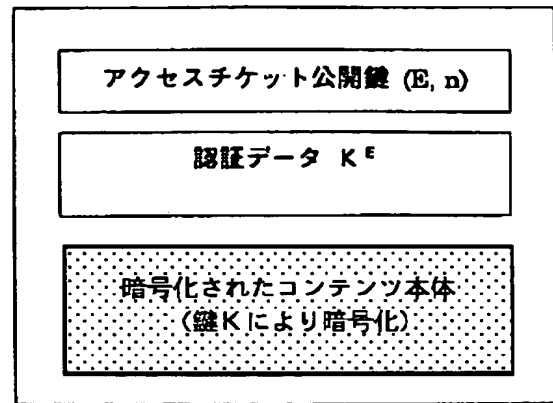 アクセスチケット公開鍵 (E, n)
認証データ K^E
暗号化されたコンテンツ本体
(鍵Kにより暗号化)